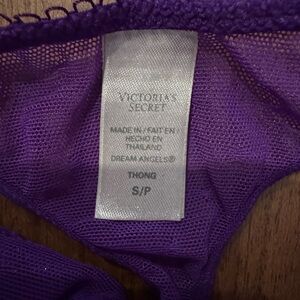 VICTORIA'S
SECRET
MADE IN / FAIT EN /
HECHO EN
THAILAND
DREAM ANGELS®
THONG
S/P